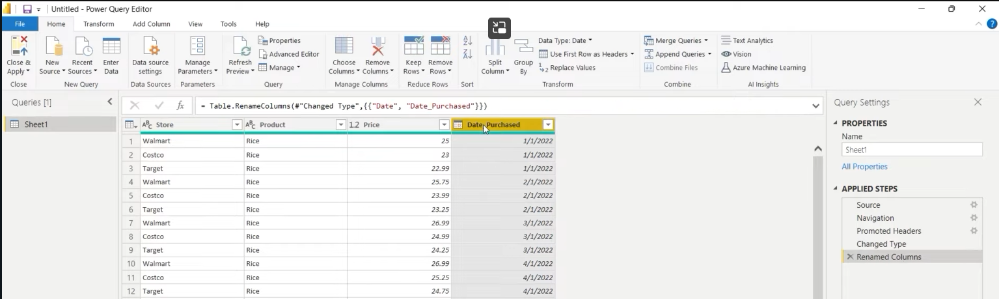 Untitled - Power Query Editor
File Home Transform Add Column View Tools Help
Close & Apply
New Source
Recent Sources
Enter Data
Data source settings
Manage Parameters
Refresh Preview
Properties
Advanced Editor
Manage
Choose Columns
Remove Columns
Keep Rows
Remove Rows
Split Column
Group By
Data Type: Date
Use First Row as Headers
Replace Values
Merge Queries
Append Queries
Combine Files
Text Analytics
Vision
Azure Machine Learning
Close New Query Data Sources Parameters Query Manage Columns Reduce Rows Sort Transform Combine AI Insights
Queries [1]
Sheet1
fx = Table.RenameColumns(#"Changed Type",{{"Date", "Date_Purchased"}})
ABC Store ABC Product 1.2 Price Date_Purchased
1 Walmart Rice 25 1/1/2022
2 Costco Rice 23 1/1/2022
3 Target Rice 22.99 1/1/2022
4 Walmart Rice 25.75 2/1/2022
5 Costco Rice 23.99 2/1/2022
6 Target Rice 23.25 2/1/2022
7 Walmart Rice 26.99 3/1/2022
8 Costco Rice 24.99 3/1/2022
9 Target Rice 24.25 3/1/2022
10 Walmart Rice 26.99 4/1/2022
11 Costco Rice 25.25 4/1/2022
12 Target Rice 24.75 4/1/2022
Query Settings
PROPERTIES
Name
Sheet1
All Properties
APPLIED STEPS
Source
Navigation
Promoted Headers
Changed Type
Renamed Columns